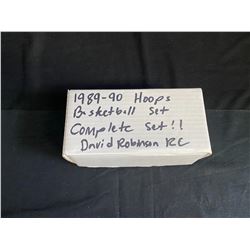 1989-90 Hoops
Basketball Set
Complete Set!!
David Robinson RC